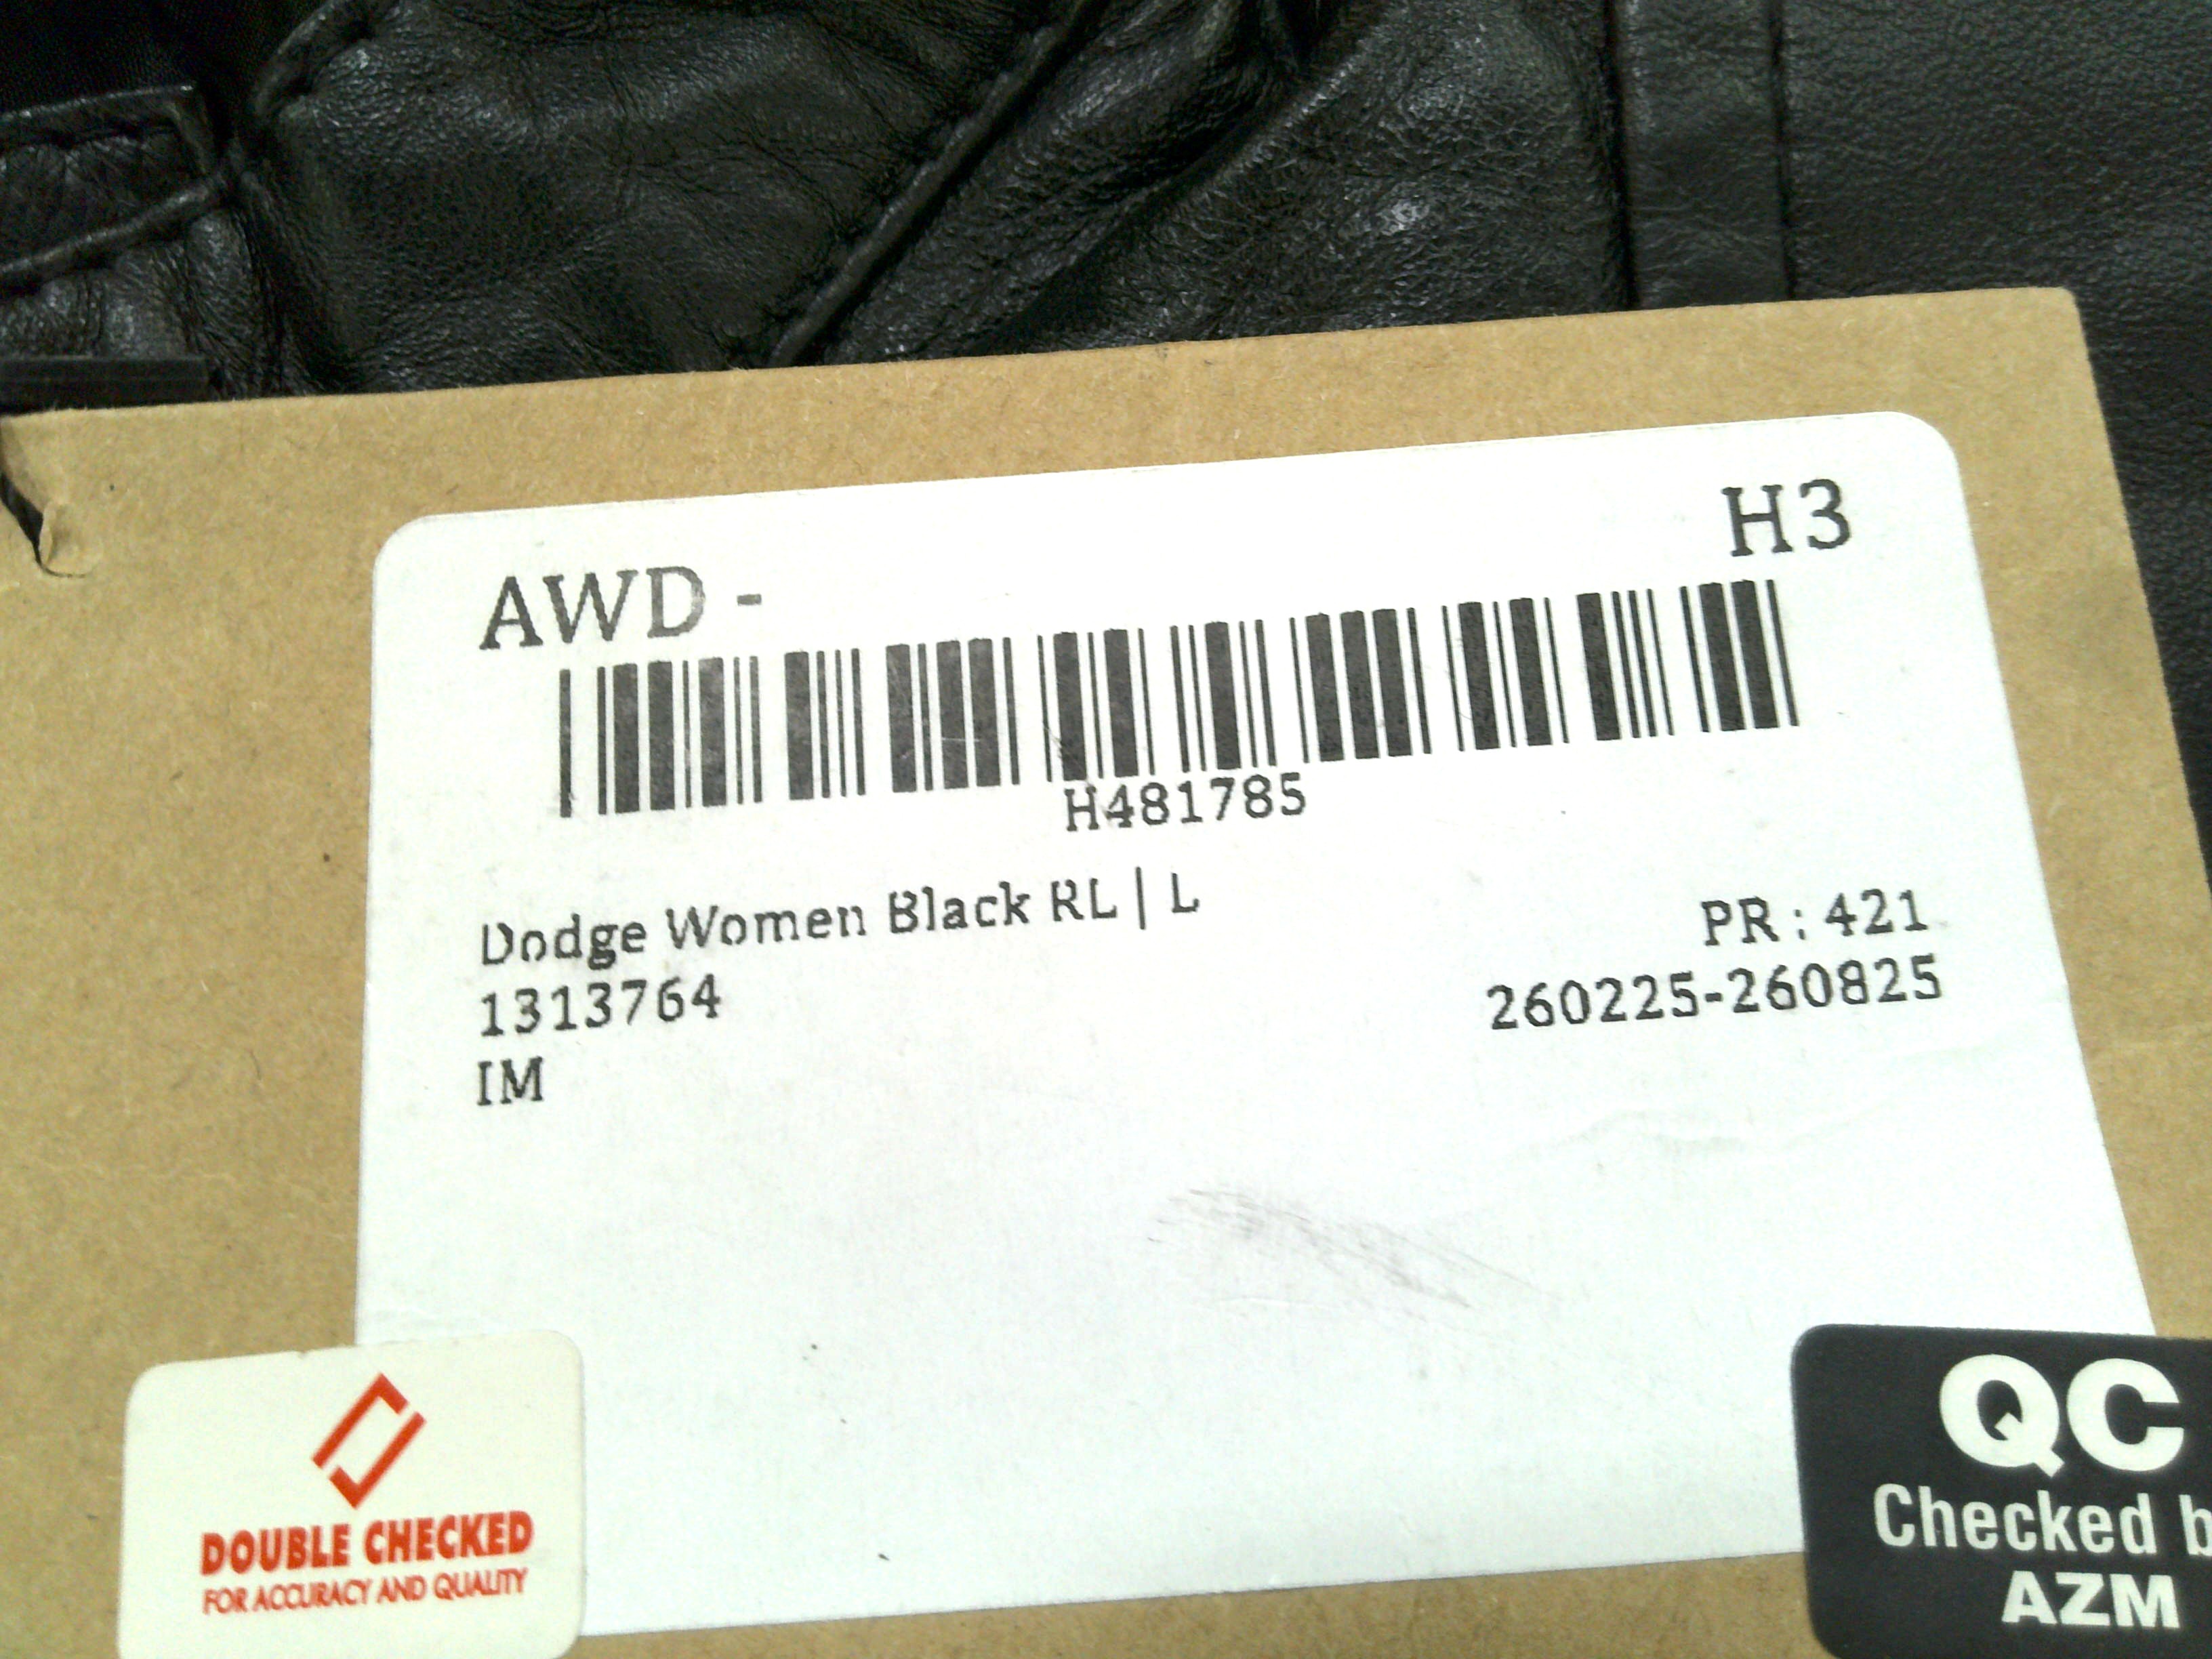 AWD -
H3
H481785
Dodge Women Black RL | L
PR : 421
1313764
260225-260825
IM
DOUBLE CHECKED
FOR ACCURACY AND QUALITY
QC
Checked
AZM